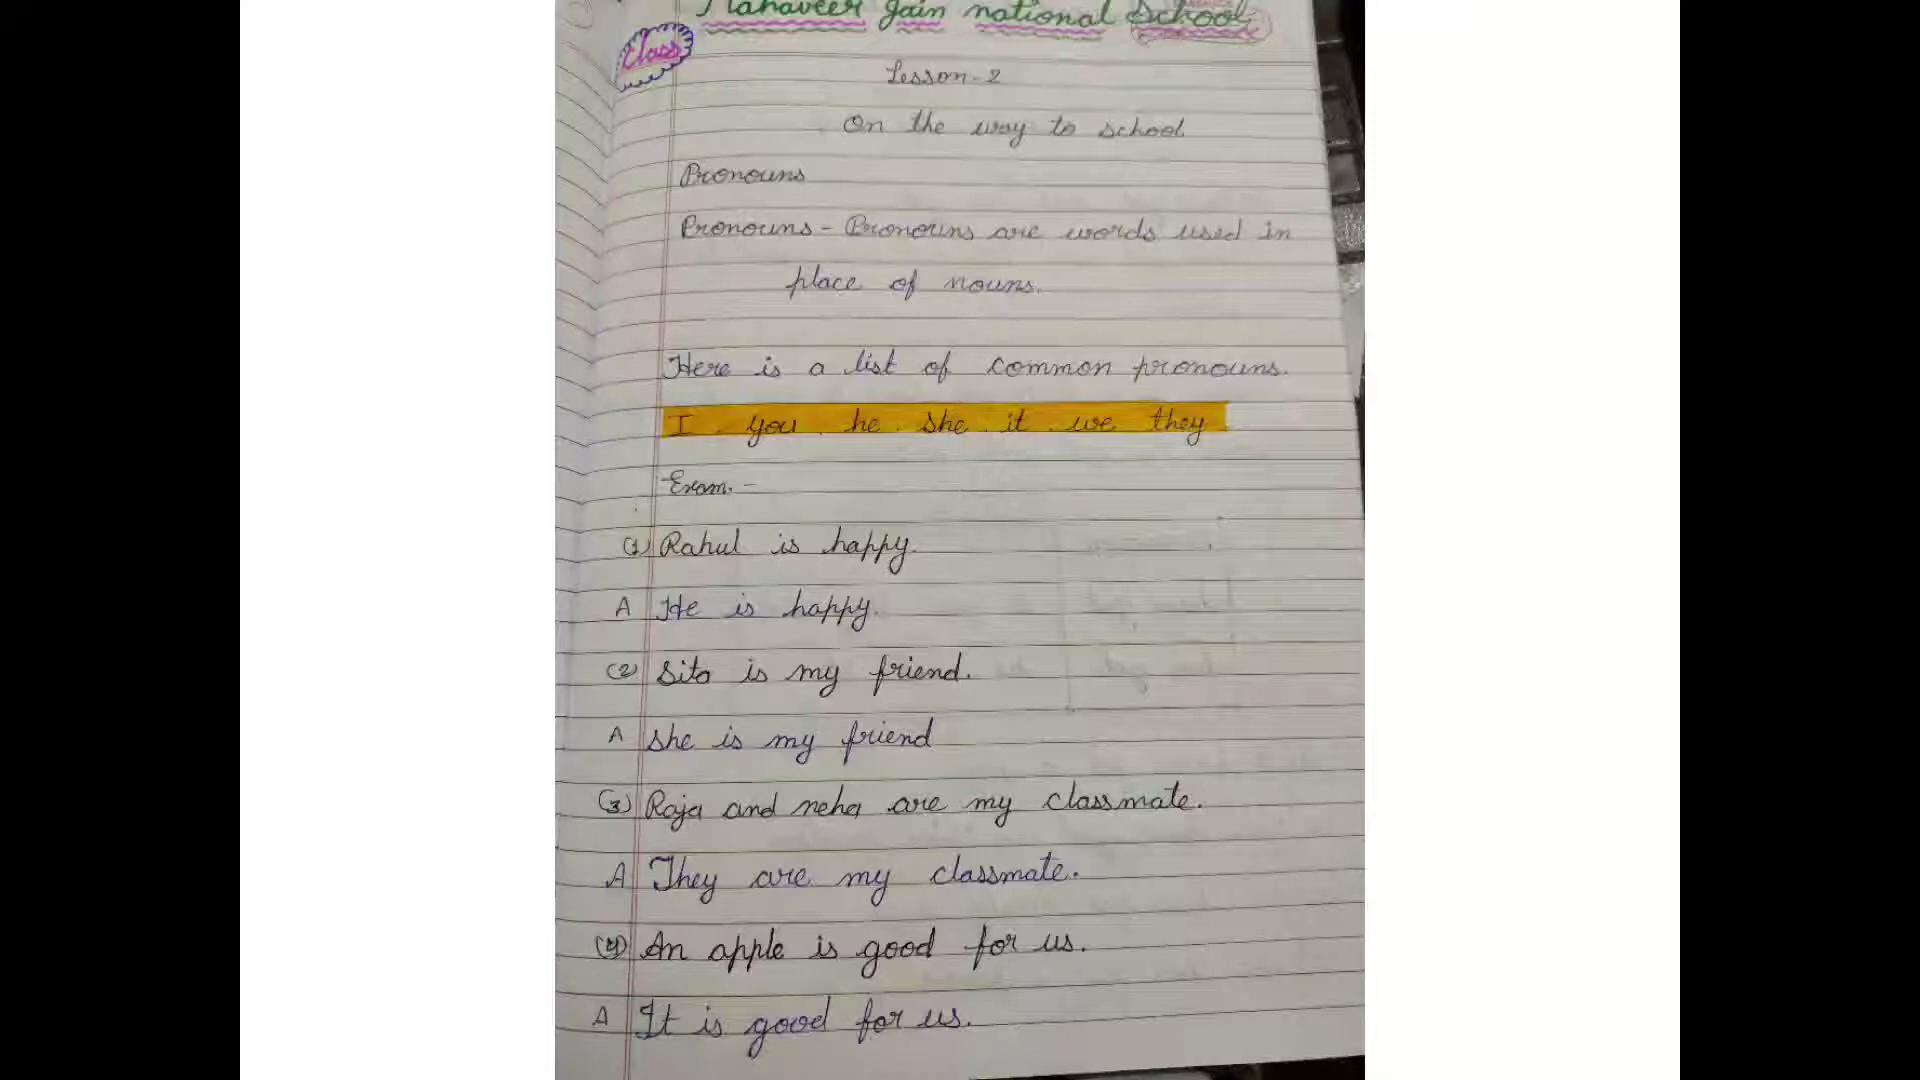 Mahaveer Jain national School
Class
Lesson-2
On the way to school
Pronouns
Pronouns - Pronouns are words used in
place of nouns.
Here is a list of common pronouns.
I . you . he . she . it . we they
Exam. -
(1) Rahul is happy.
A He is happy.
(2) Sita is my friend.
A She is my friend
(3) Raja and neha are my classmate.
A They are my classmate.
(4) An apple is good for us.
A It is good for us.